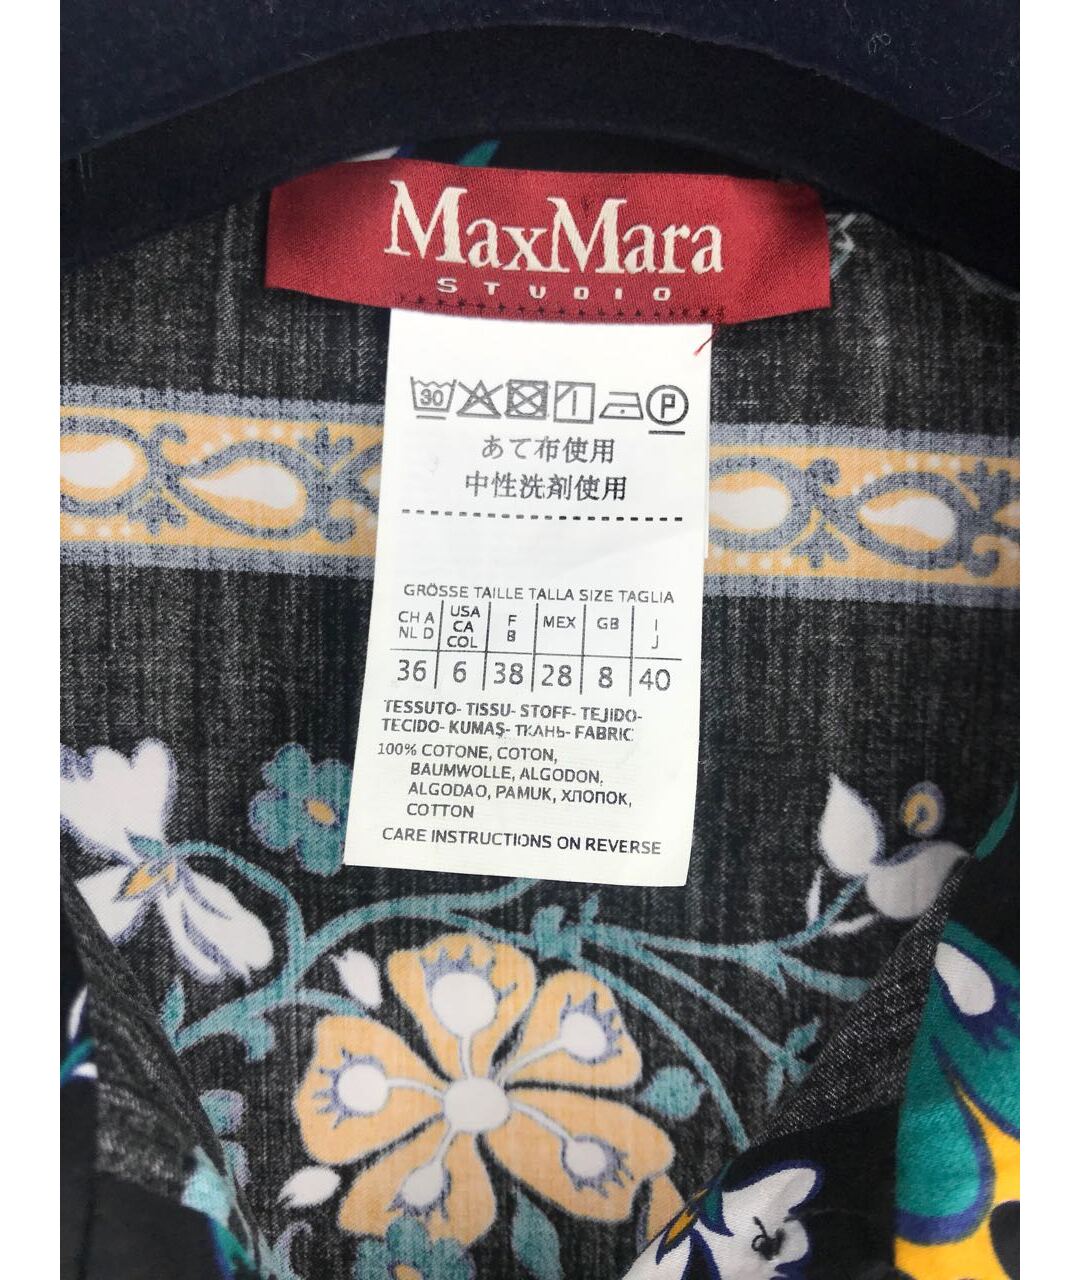 MaxMara
STUDIO
30 P
あて布使用
中性洗剤使用
GRÖSSE TAILLE TALLA SIZE TAGLIA
CH A NL D USA CA COL F B MEX GB I J
36 6 38 28 8 40
TESSUTO- TISSU- STOFF- TEJIDO-
TECIDO- KUMAŞ- ТКАНЬ- FABRIC
100% COTONE, COTON,
BAUMWOLLE, ALGODON,
ALGODAO, PAMUK, ХЛОПОК,
COTTON
CARE INSTRUCTIONS ON REVERSE